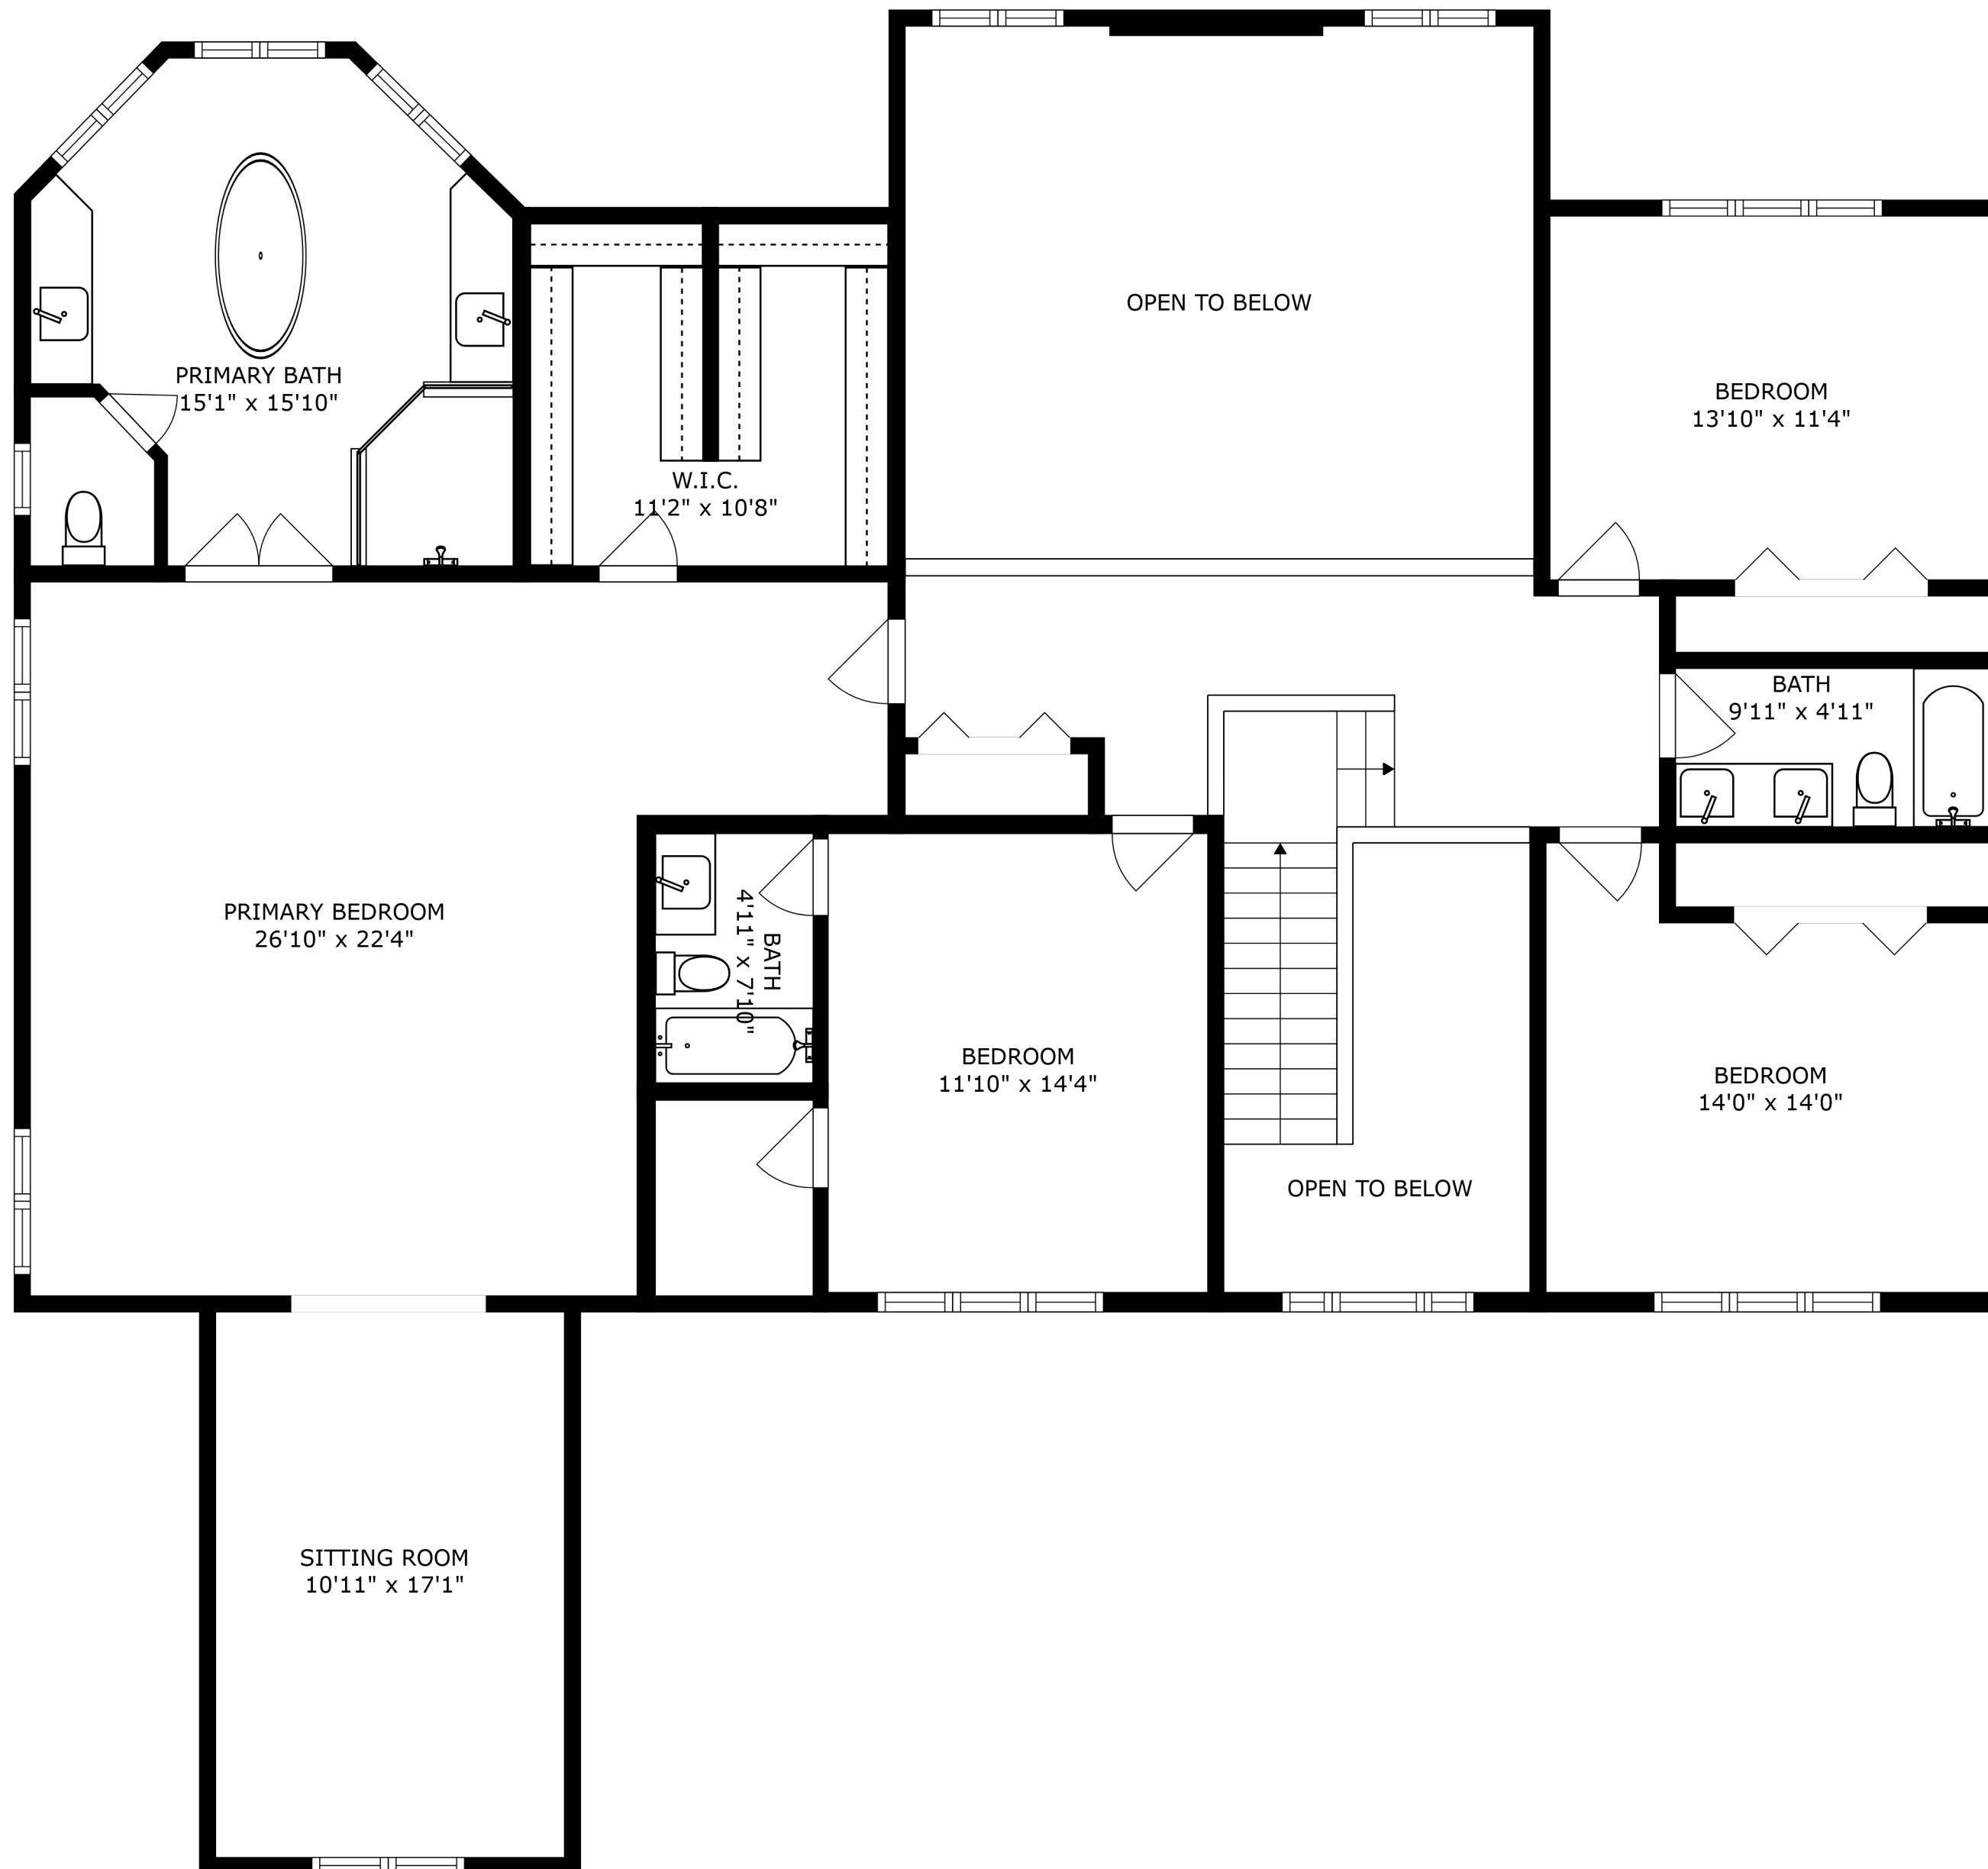 OPEN TO BELOW
PRIMARY BATH
15'1" x 15'10"
BEDROOM
13'10" x 11'4"
W.I.C.
11'2" x 10'8"
BATH
9'11" x 4'11"
PRIMARY BEDROOM
26'10" x 22'4"
BATH
4'11" x 7'10"
BEDROOM
11'10" x 14'4"
BEDROOM
14'0" x 14'0"
OPEN TO BELOW
SITTING ROOM
10'11" x 17'1"